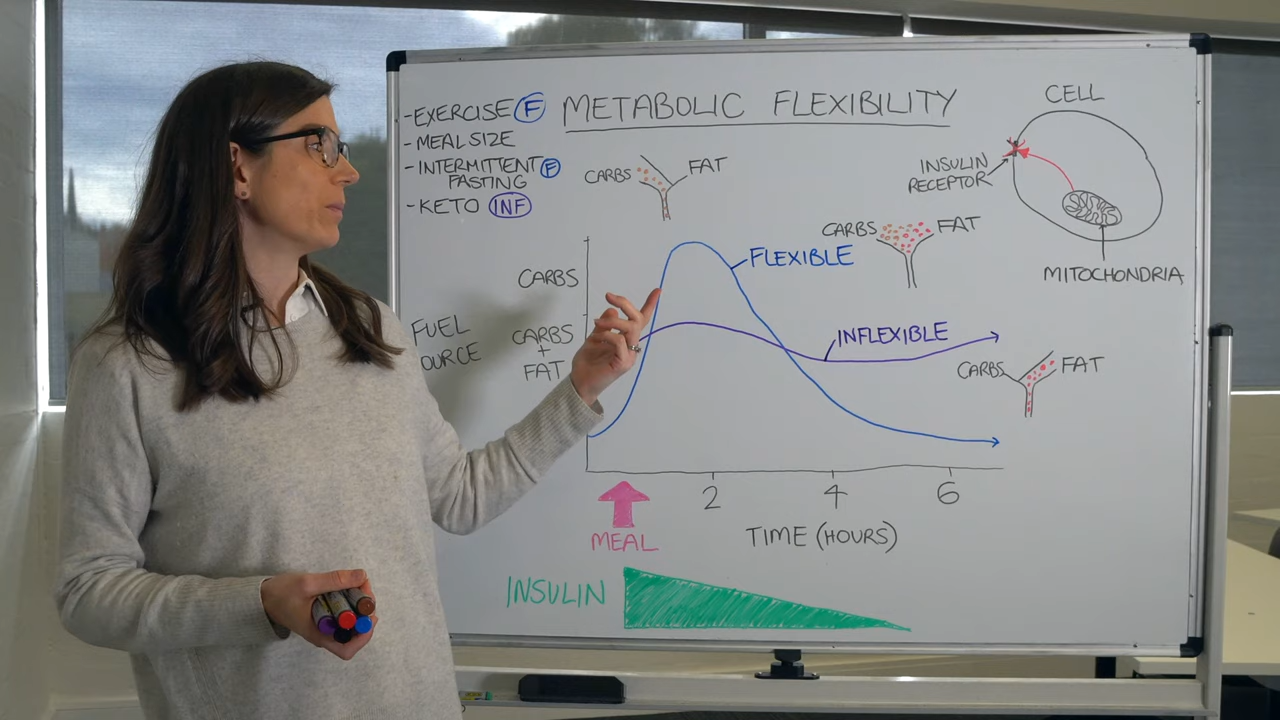 METABOLIC FLEXIBILITY
-EXERCISE F
-MEAL SIZE
-INTERMITTENT F
FASTING
-KETO INF
CARBS FAT
CELL
INSULIN
RECEPTOR
MITOCHONDRIA
CARBS FAT
FLEXIBLE
INFLEXIBLE
CARBS FAT
FUEL
OURCE
CARBS
CARBS
+
FAT
2 4 6
MEAL
TIME (HOURS)
INSULIN